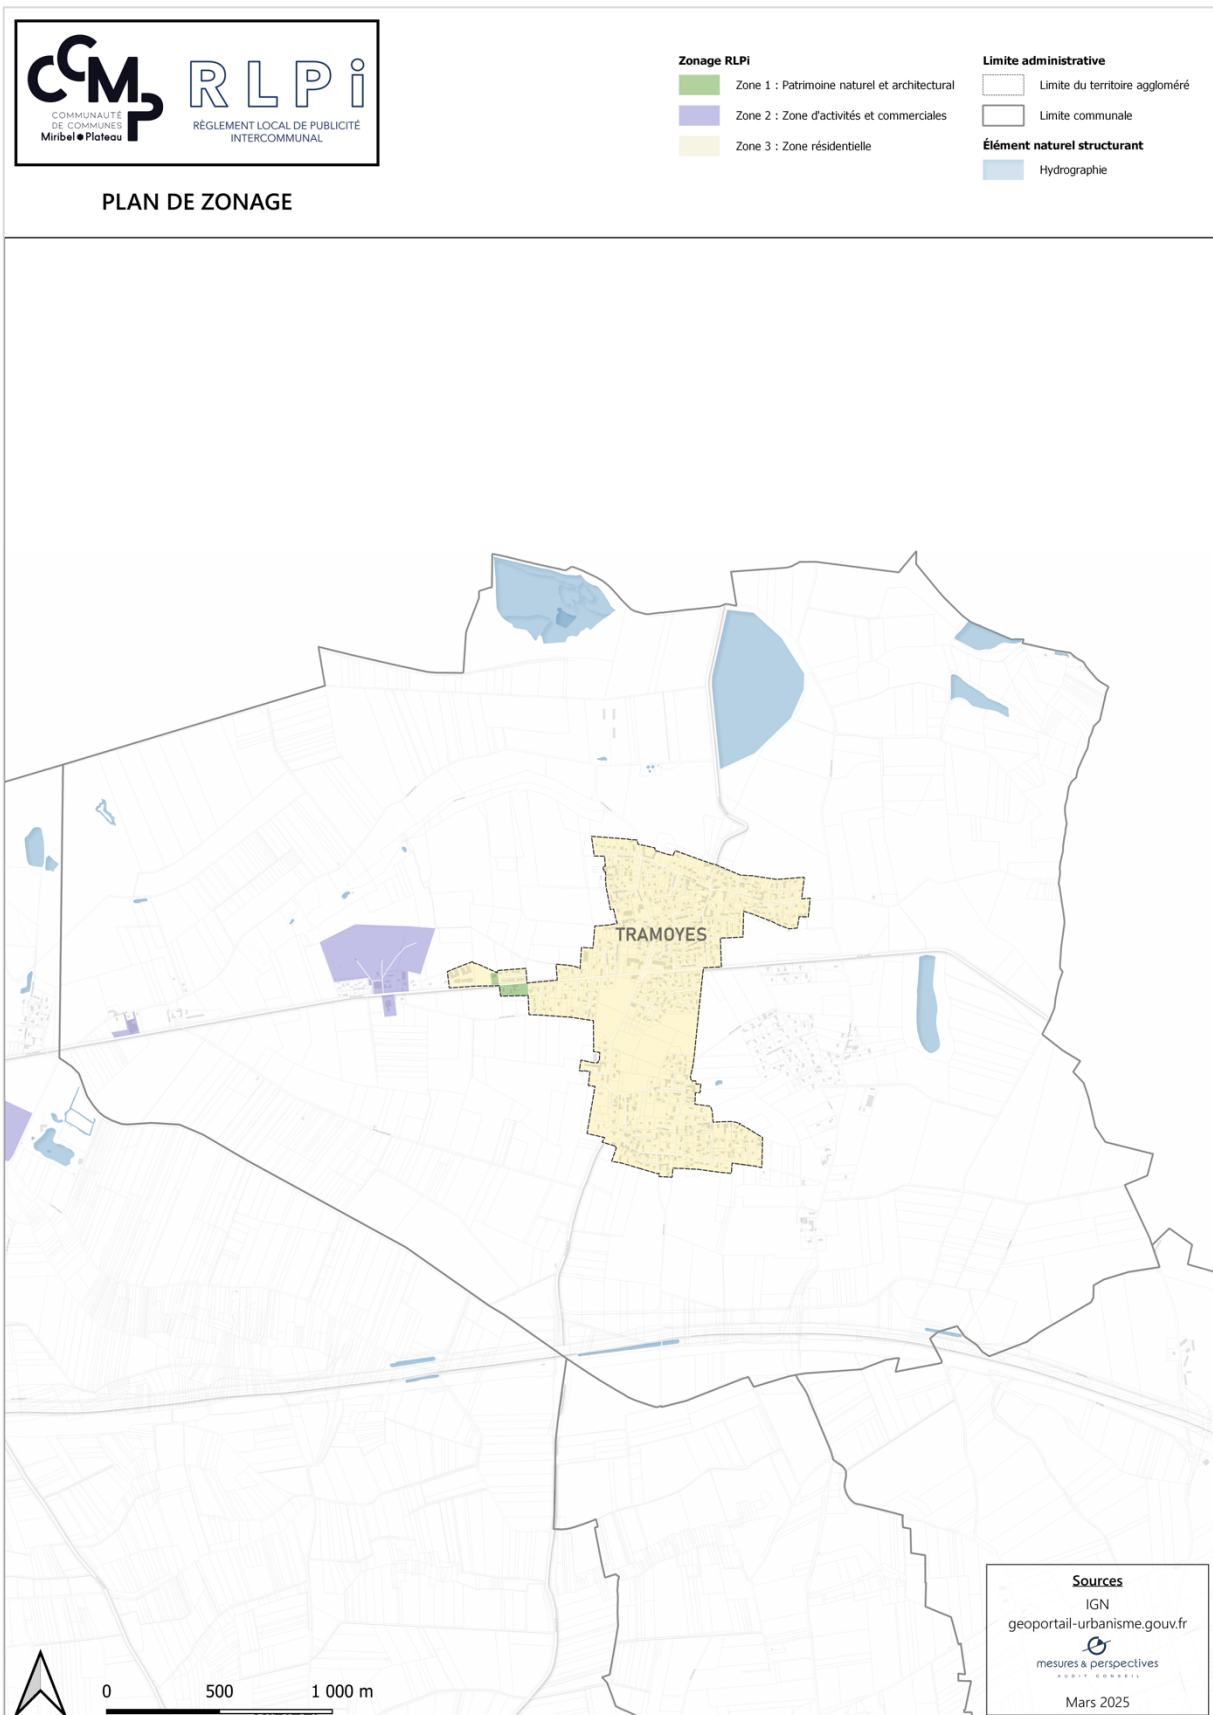 CCMP
COMMUNAUTÉ
DE COMMUNES
Miribel Plateau
RLPi
RÈGLEMENT LOCAL DE PUBLICITÉ
INTERCOMMUNAL
PLAN DE ZONAGE
Zonage RLPi
Zone 1 : Patrimoine naturel et architectural
Zone 2 : Zone d'activités et commerciales
Zone 3 : Zone résidentielle
Limite administrative
Limite du territoire aggloméré
Limite communale
Élément naturel structurant
Hydrographie
TRAMOYES
0 500 1 000 m
Sources
IGN
geoportail-urbanisme.gouv.fr
mesures & perspectives
AUDIT CONSEIL
Mars 2025